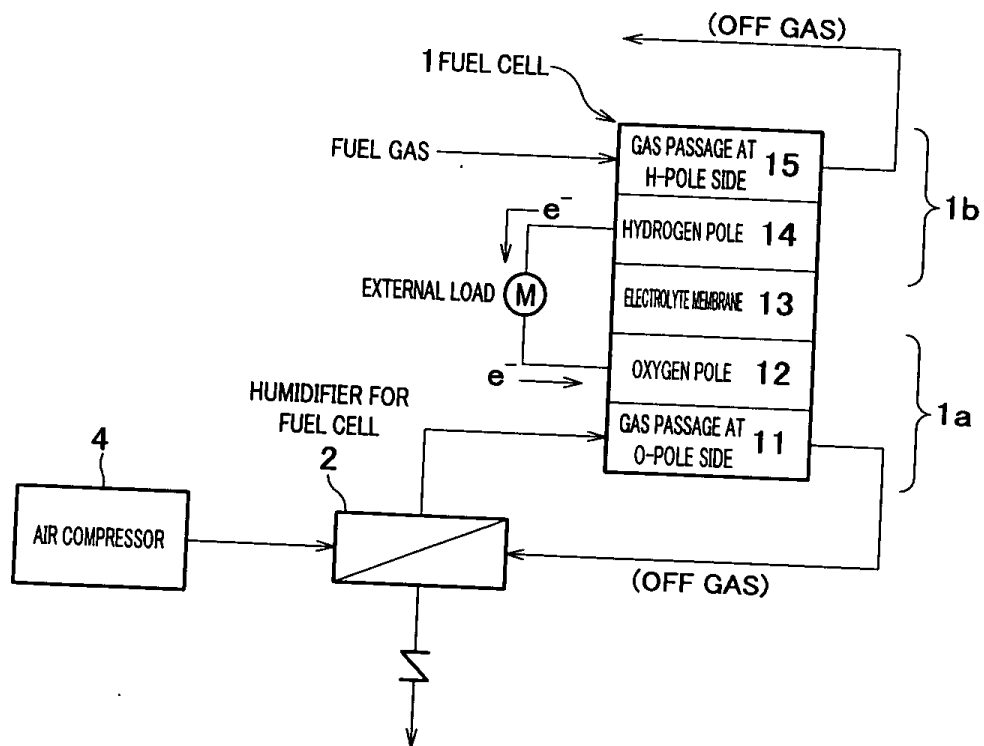 (OFF GAS)
1 FUEL CELL
FUEL GAS
GAS PASSAGE AT
H-POLE SIDE
15
1b
e⁻
HYDROGEN POLE 14
EXTERNAL LOAD
M
ELECTROLYTE MEMBRANE 13
e⁻
OXYGEN POLE 12
1a
HUMIDIFIER FOR
FUEL CELL
2
GAS PASSAGE AT
O-POLE SIDE
11
4
AIR COMPRESSOR
(OFF GAS)